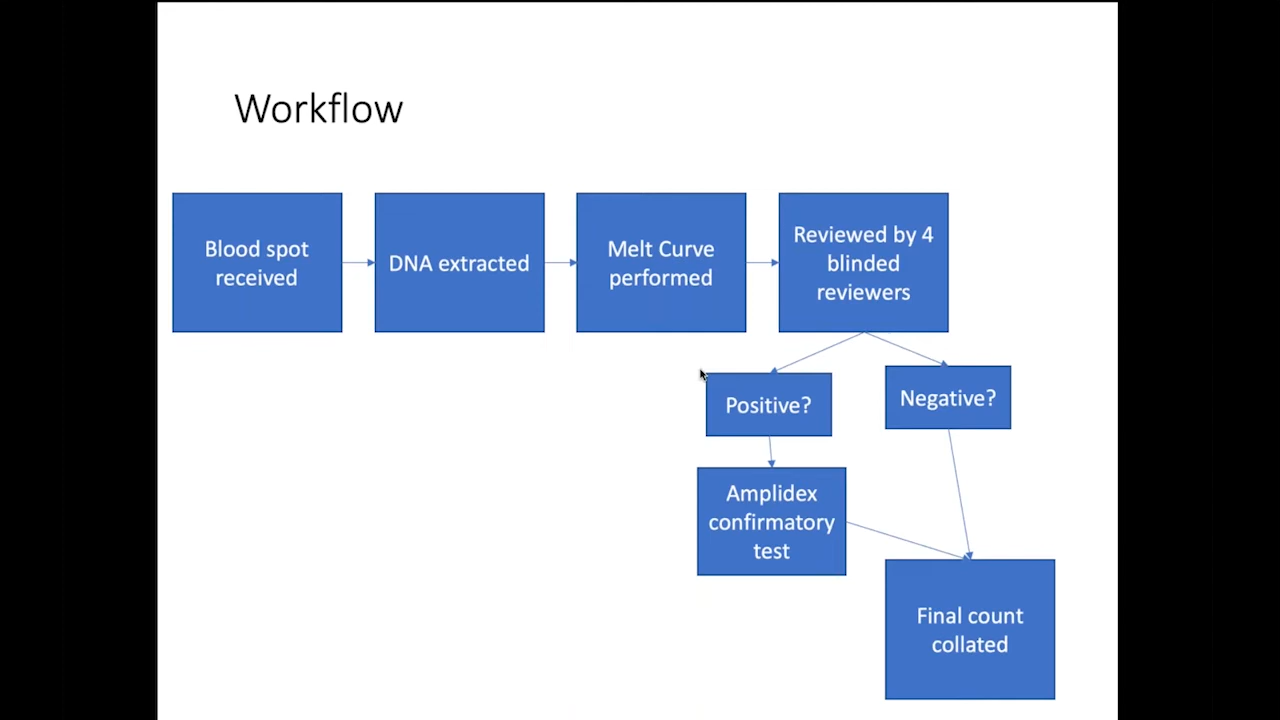 Workflow
Blood spot
received
DNA extracted
Melt Curve
performed
Reviewed by 4
blinded
reviewers
Positive?
Negative?
Amplidex
confirmatory
test
Final count
collated